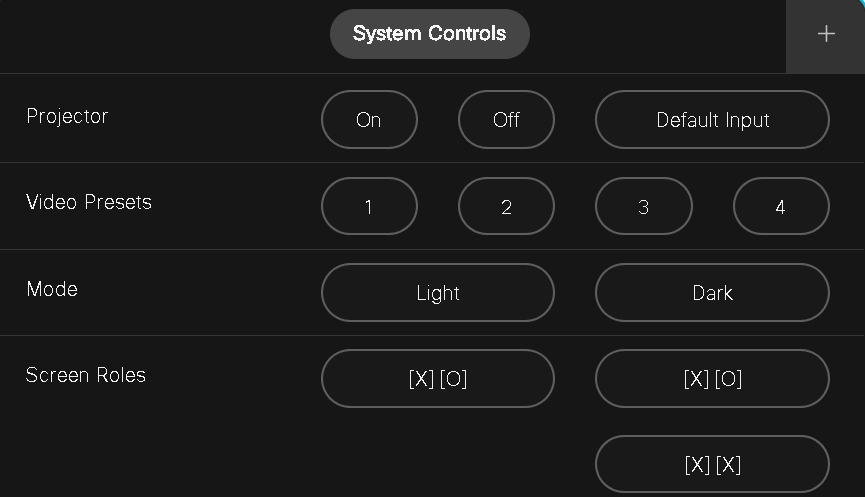 System Controls
+
Projector On Off Default Input
Video Presets 1 2 3 4
Mode Light Dark
Screen Roles [X] [O] [X] [O]
[X] [X]